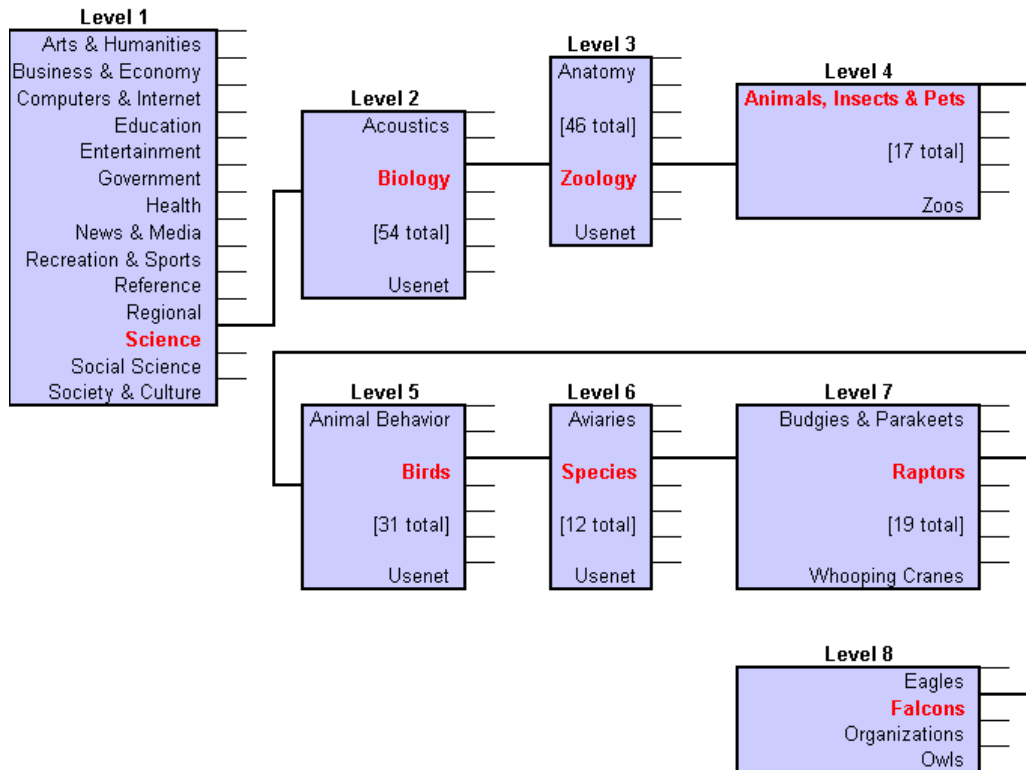 Level 1
Arts & Humanities
Business & Economy
Computers & Internet
Education
Entertainment
Government
Health
News & Media
Recreation & Sports
Reference
Regional
Science
Social Science
Society & Culture
Level 2
Acoustics
Biology
[54 total]
Usenet
Level 3
Anatomy
[46 total]
Zoology
Usenet
Level 4
Animals, Insects & Pets
[17 total]
Zoos
Level 5
Animal Behavior
Birds
[31 total]
Usenet
Level 6
Aviaries
Species
[12 total]
Usenet
Level 7
Budgies & Parakeets
Raptors
[19 total]
Whooping Cranes
Level 8
Eagles
Falcons
Organizations
Owls